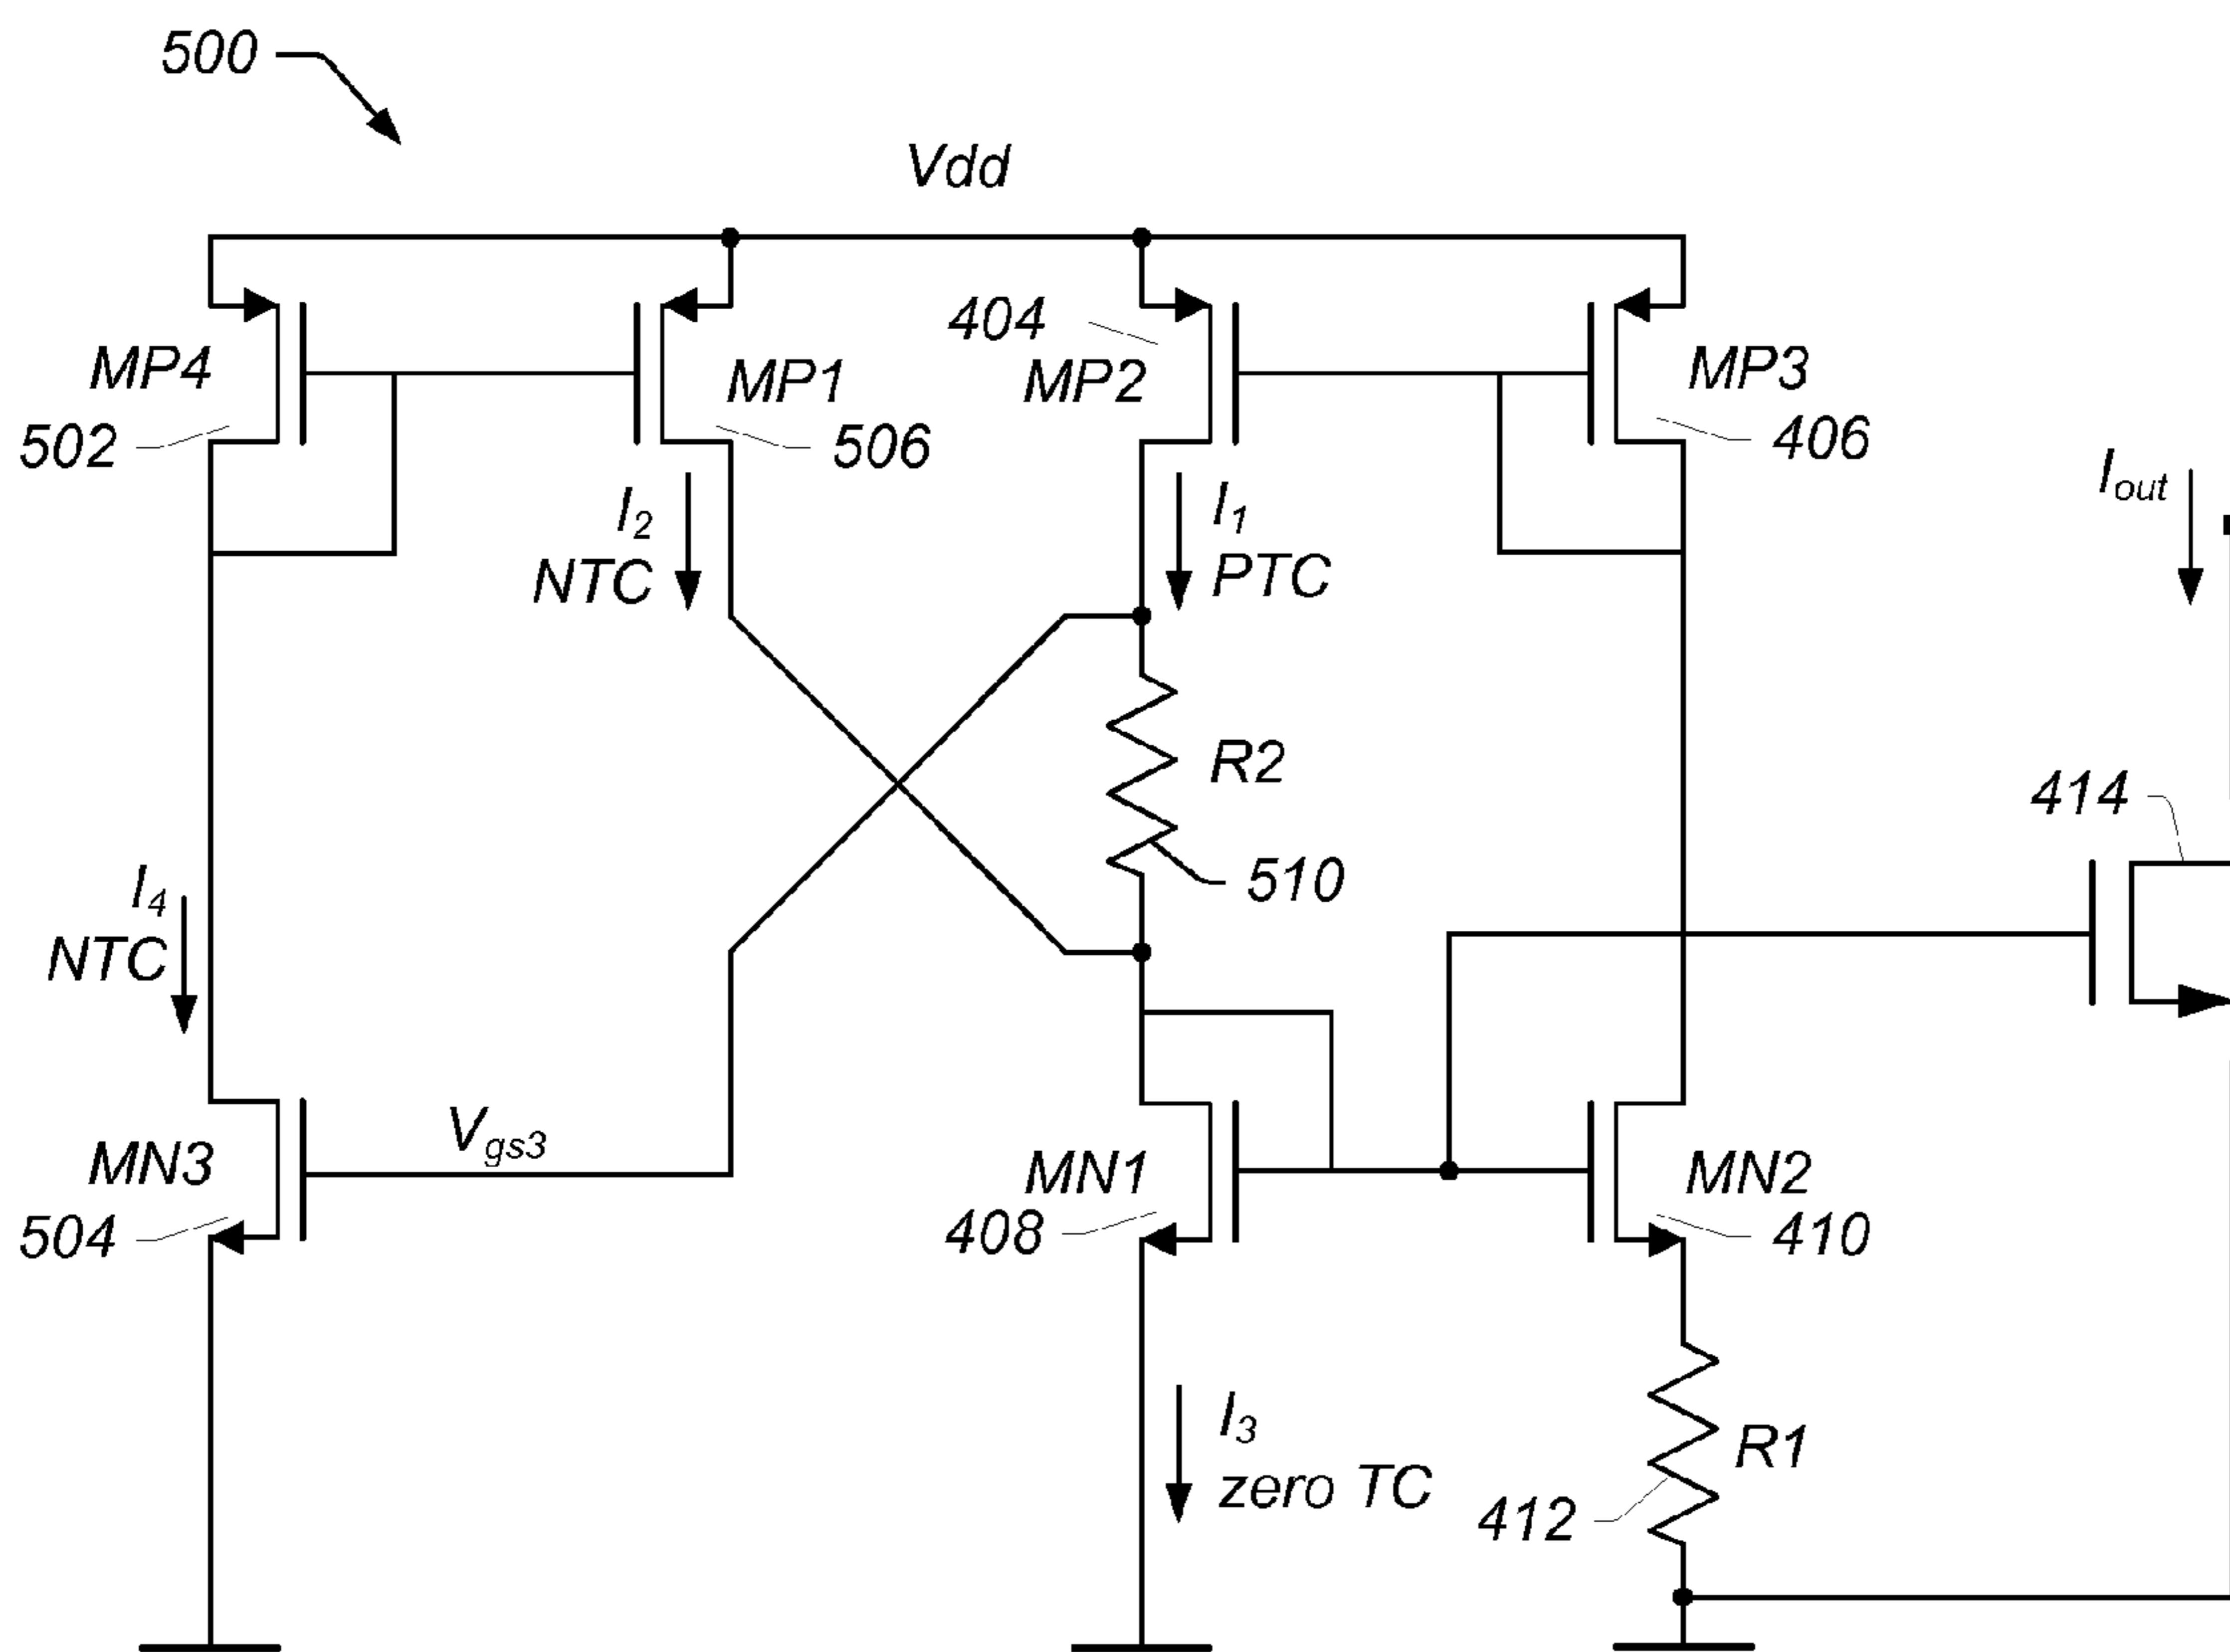 500
Vdd
MP4
502
MP1
506
404
MP2
MP3
406
I2
NTC
I1
PTC
Iout
R2
510
414
I4
NTC
Vgs3
MN3
504
MN1
408
MN2
410
I3
zero TC
R1
412